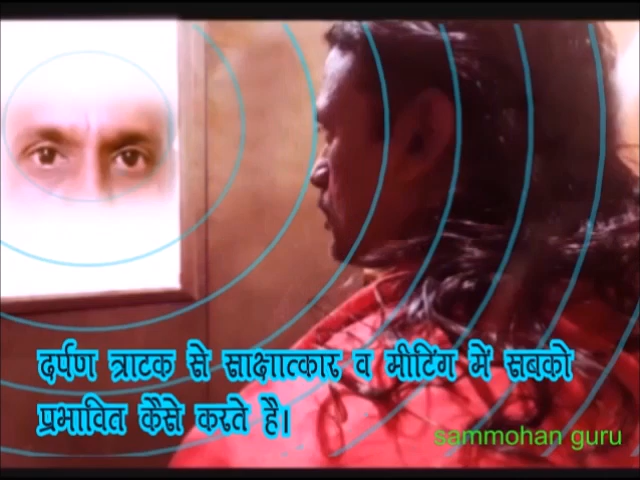 दर्पण त्राटक से साक्षात्कार व मीटिंग में सबको
प्रभावित कैसे करते है।
sammohan guru